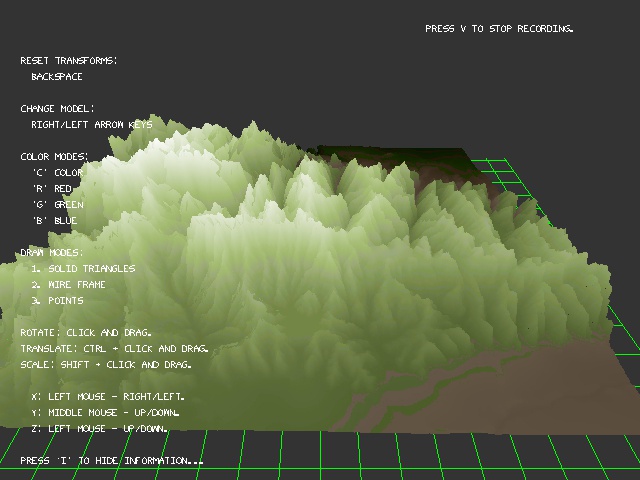 PRESS V TO STOP RECORDING.
RESET TRANSFORMS:
BACKSPACE
CHANGE MODEL:
RIGHT/LEFT ARROW KEYS
COLOR MODES:
'C' COLOR
'R' RED
'G' GREEN
'B' BLUE
DRAW MODES:
1. SOLID TRIANGLES
2. WIRE FRAME
3. POINTS
ROTATE: CLICK AND DRAG.
TRANSLATE: CTRL + CLICK AND DRAG.
SCALE: SHIFT + CLICK AND DRAG.
X: LEFT MOUSE - RIGHT/LEFT.
Y: MIDDLE MOUSE - UP/DOWN.
Z: LEFT MOUSE - UP/DOWN.
PRESS 'I' TO HIDE INFORMATION...